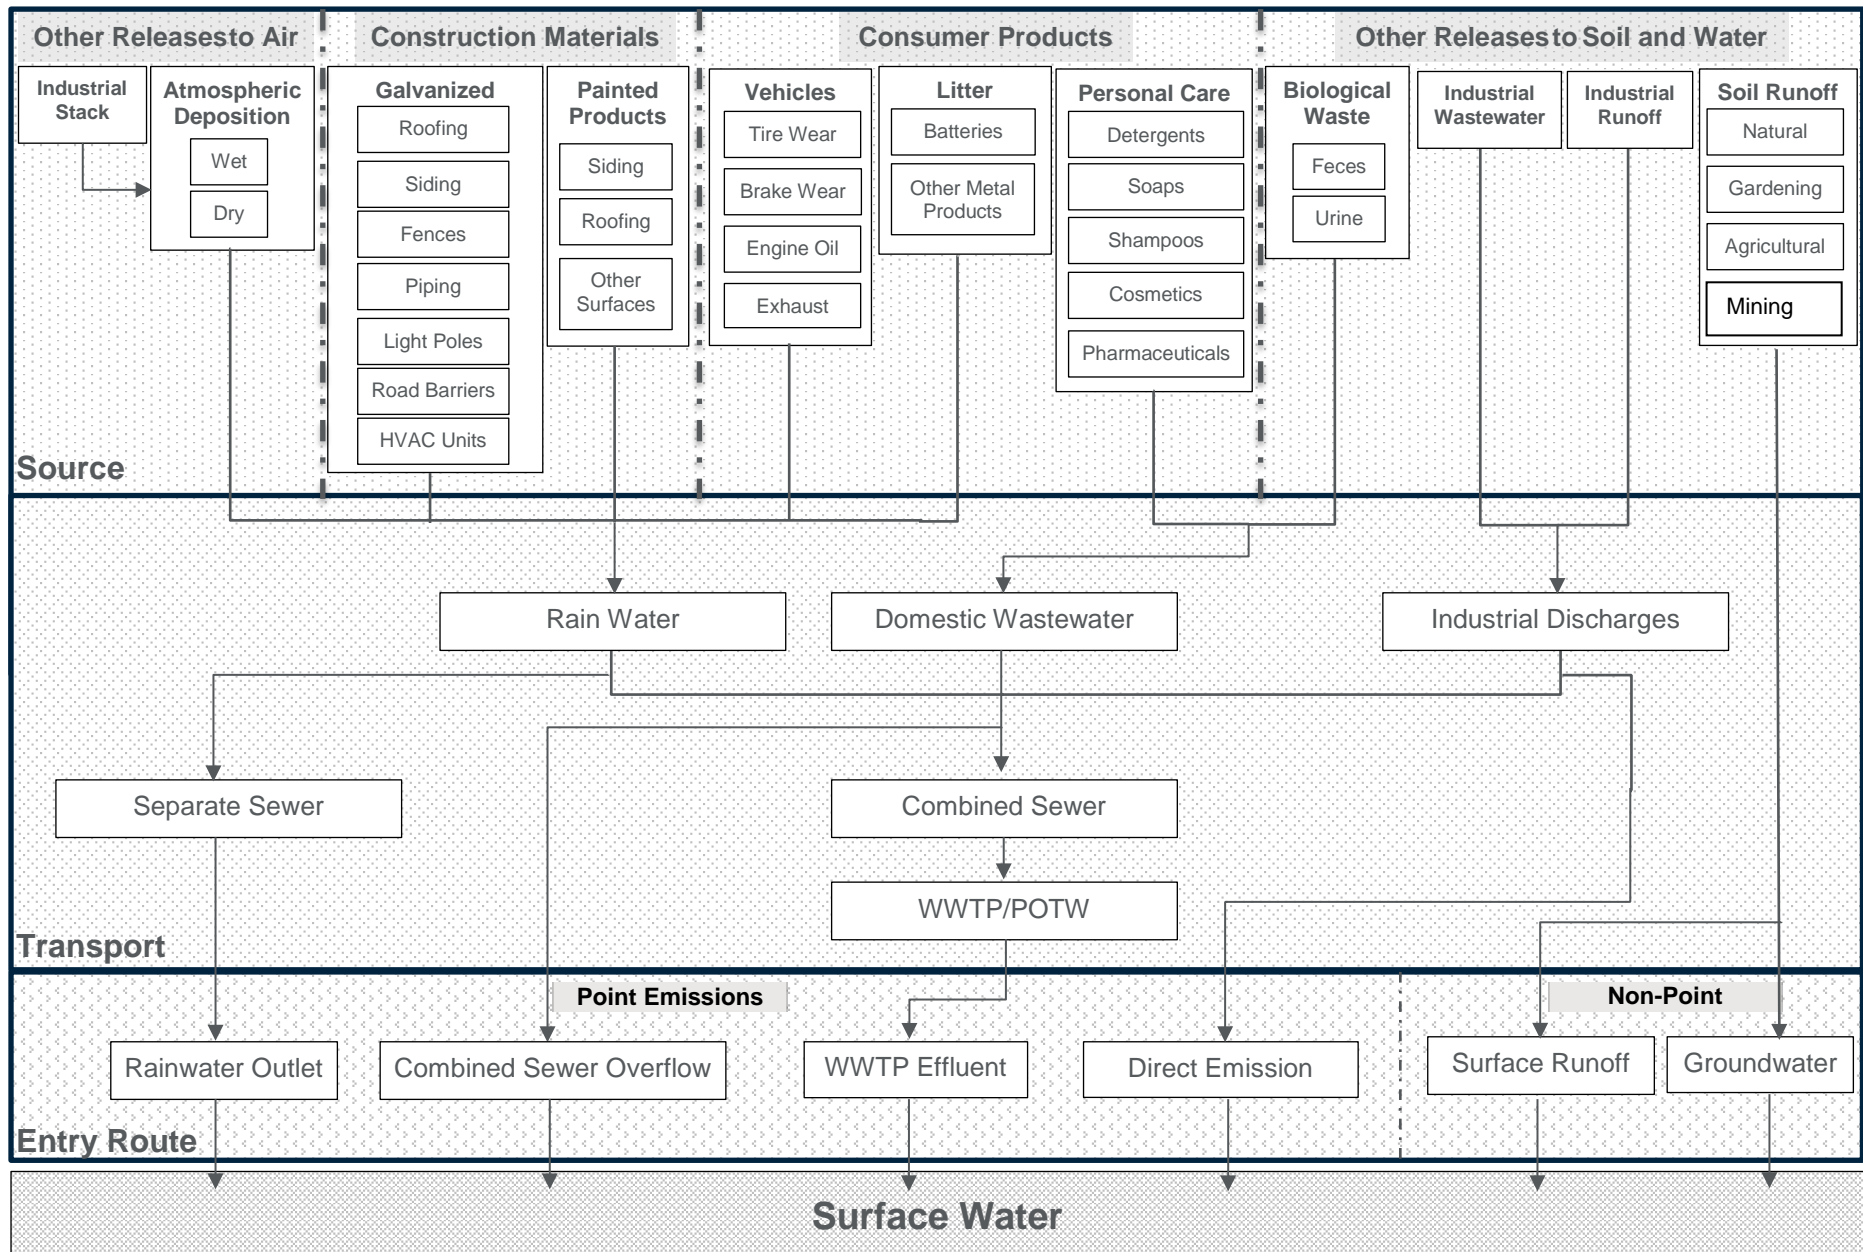 Other Releases to Air
Construction Materials
Consumer Products
Other Releases to Soil and Water
Industrial
Stack
Atmospheric
Deposition
Wet
Dry
Galvanized
Roofing
Siding
Fences
Piping
Light Poles
Road Barriers
HVAC Units
Painted
Products
Siding
Roofing
Other
Surfaces
Vehicles
Tire Wear
Brake Wear
Engine Oil
Exhaust
Litter
Batteries
Other Metal
Products
Personal Care
Detergents
Soaps
Shampoos
Cosmetics
Pharmaceuticals
Biological
Waste
Feces
Urine
Industrial
Wastewater
Industrial
Runoff
Soil Runoff
Natural
Gardening
Agricultural
Mining
Source
Rain Water
Domestic Wastewater
Industrial Discharges
Separate Sewer
Combined Sewer
WWTP/POTW
Transport
Point Emissions
Non-Point
Rainwater Outlet
Combined Sewer Overflow
WWTP Effluent
Direct Emission
Surface Runoff
Groundwater
Entry Route
Surface Water